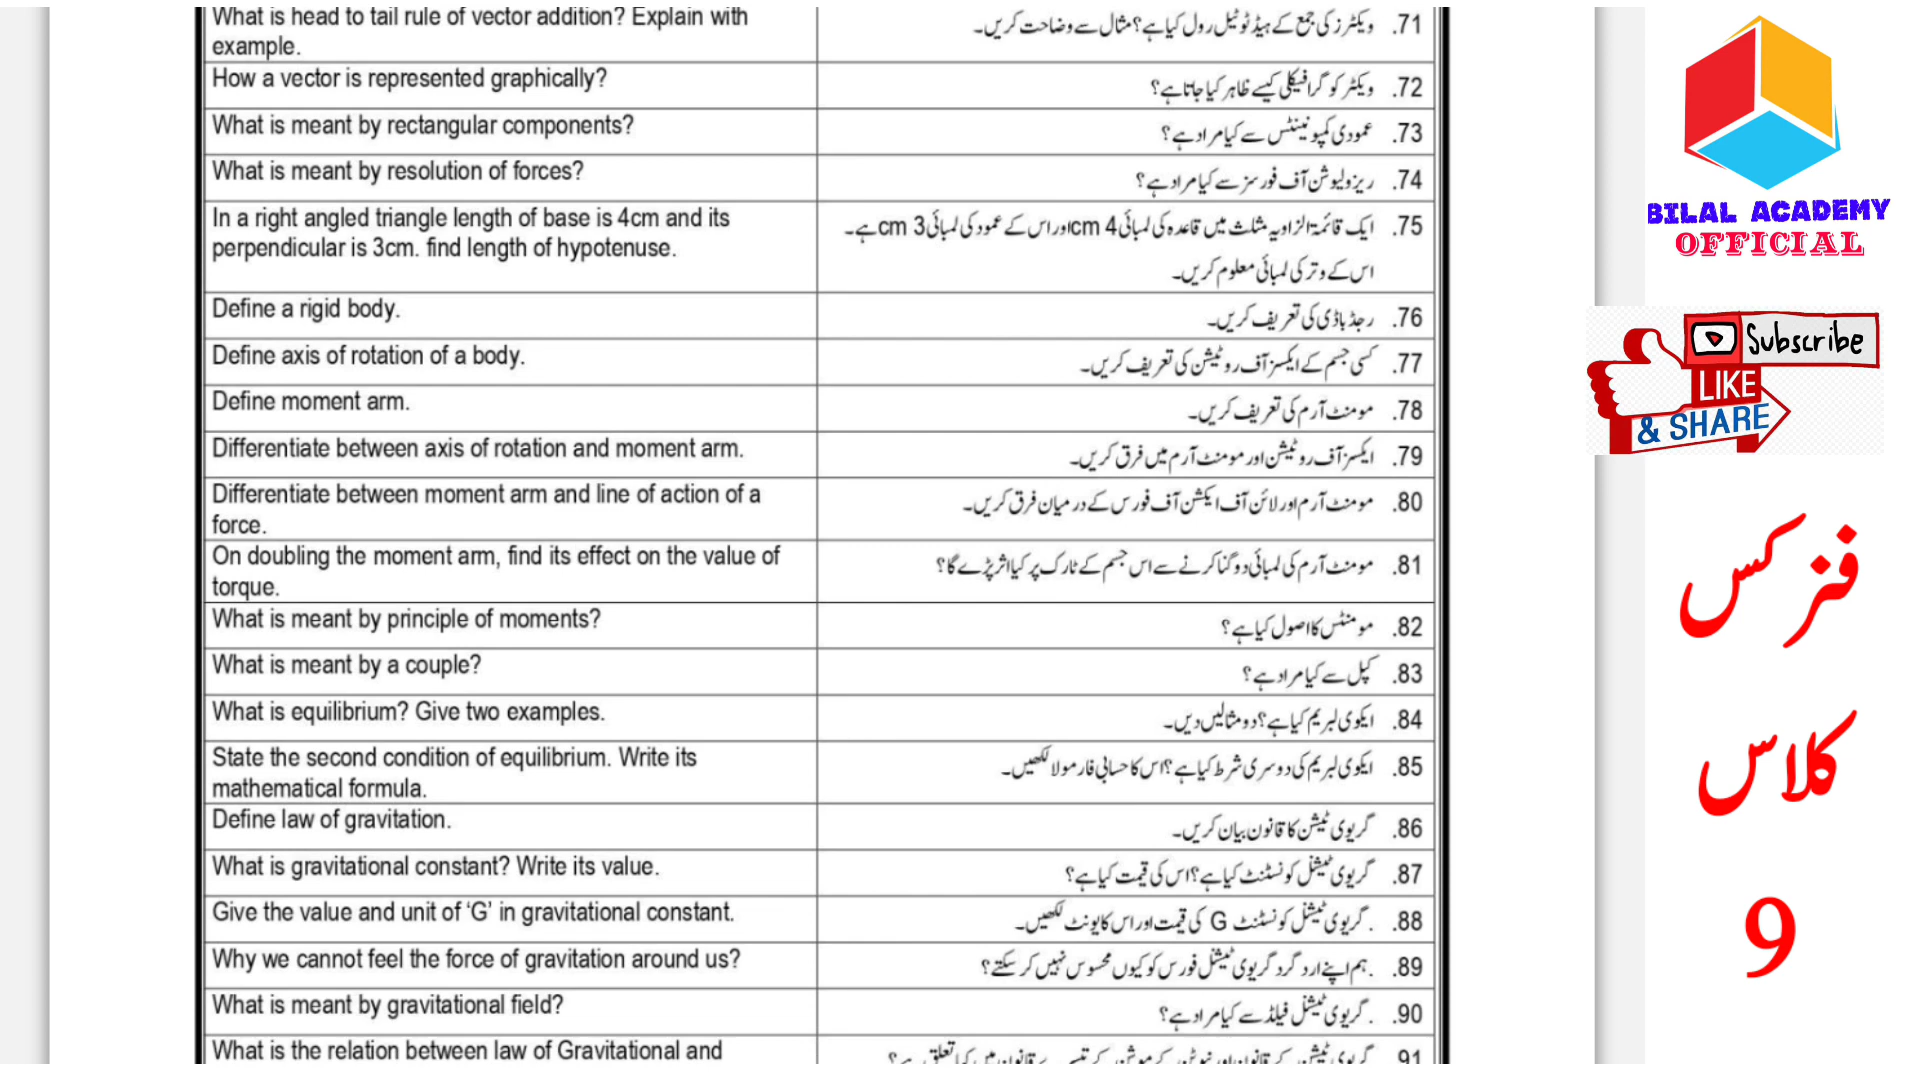 What is head to tail rule of vector addition? Explain with
example.
71. ویکٹرز کی جمع کے ہیڈ ٹو ٹیل رول کیا ہے؟ مثال سے وضاحت کریں۔
How a vector is represented graphically?
72. ویکٹر کو گرافیکلی کیسے ظاہر کیا جاتا ہے؟
What is meant by rectangular components?
73. عمودی کمپونینٹس سے کیا مراد ہے؟
What is meant by resolution of forces?
74. ریزولیوشن آف فورسز سے کیا مراد ہے؟
In a right angled triangle length of base is 4cm and its
perpendicular is 3cm. find length of hypotenuse.
75. ایک قائمۃ الزاویہ مثلث میں قاعدہ کی لمبائی 4 cm اور اس کے عمود کی لمبائی 3 cm ہے۔
اس کے وتر کی لمبائی معلوم کریں۔
Define a rigid body.
76. رجڈ باڈی کی تعریف کریں۔
Define axis of rotation of a body.
77. کسی جسم کے ایکسز آف روٹیشن کی تعریف کریں۔
Define moment arm.
78. مومنٹ آرم کی تعریف کریں۔
Differentiate between axis of rotation and moment arm.
79. ایکسز آف روٹیشن اور مومنٹ آرم میں فرق کریں۔
Differentiate between moment arm and line of action of a
force.
80. مومنٹ آرم اور لائن آف ایکشن آف فورس کے درمیان فرق کریں۔
On doubling the moment arm, find its effect on the value of
torque.
81. مومنٹ آرم کی لمبائی دوگنا کرنے سے اس جسم کے ٹارک پر کیا اثر پڑے گا؟
What is meant by principle of moments?
82. مومنٹس کا اصول کیا ہے؟
What is meant by a couple?
83. کپل سے کیا مراد ہے؟
What is equilibrium? Give two examples.
84. ایکوی لبریم کیا ہے؟ دو مثالیں دیں۔
State the second condition of equilibrium. Write its
mathematical formula.
85. ایکوی لبریم کی دوسری شرط کیا ہے؟ اس کا حسابی فارمولا لکھیں۔
Define law of gravitation.
86. گریوی ٹیشن کا قانون بیان کریں۔
What is gravitational constant? Write its value.
87. گریوی ٹیشنل کونسٹنٹ کیا ہے؟ اس کی قیمت کیا ہے؟
Give the value and unit of ‘G’ in gravitational constant.
88. . گریوی ٹیشنل کونسٹنٹ G کی قیمت اور اس کا یونٹ لکھیں۔
Why we cannot feel the force of gravitation around us?
89. .ہم اپنے ارد گرد گریوی ٹیشنل فورس کو کیوں محسوس نہیں کر سکتے؟
What is meant by gravitational field?
90. . گریوی ٹیشنل فیلڈ سے کیا مراد ہے؟
What is the relation between law of Gravitational and
91. گریوی ٹیشن کے قانون اور نیوٹن کے موشن کے تیسرے قانون میں کیا تعلق ہے؟
BILAL ACADEMY
OFFICIAL
Subscribe
LIKE
& SHARE
فزکس
کلاس
9